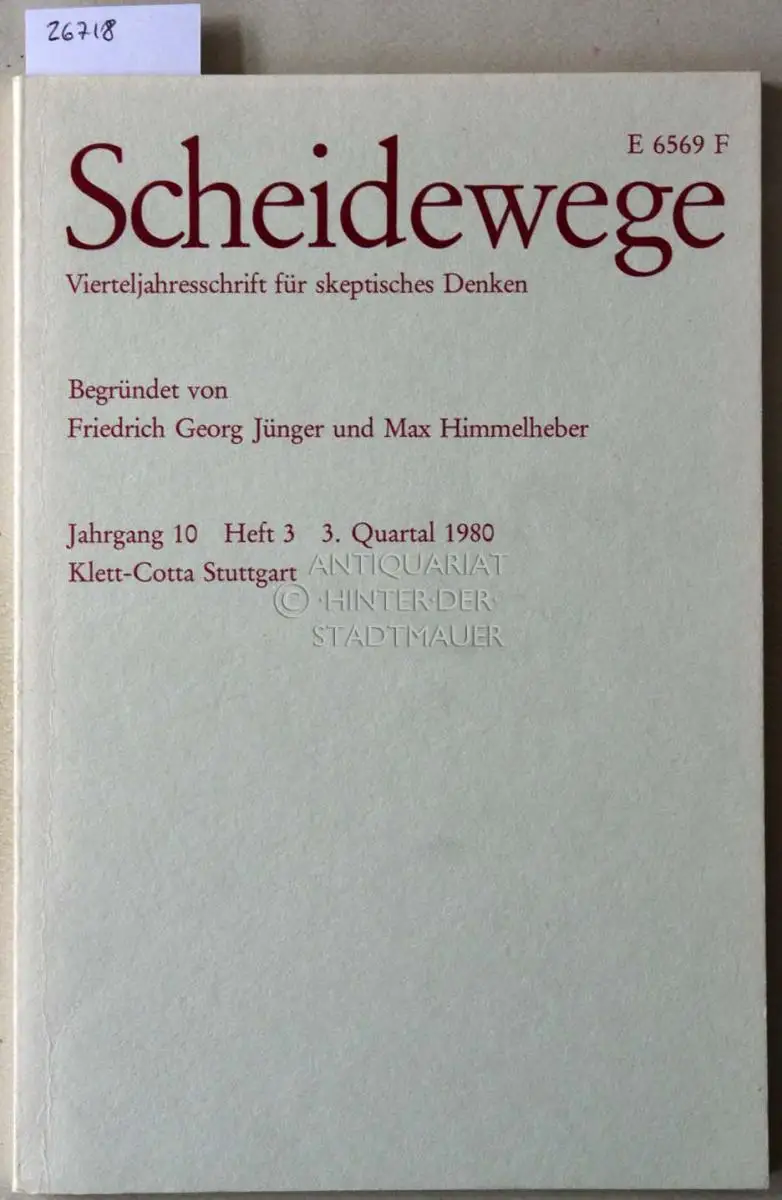 26718
E 6569 F
Scheidewege
Vierteljahresschrift für skeptisches Denken
Begründet von
Friedrich Georg Jünger und Max Himmelheber
Jahrgang 10 Heft 3 3. Quartal 1980
Klett-Cotta Stuttgart
ANTIQUARIAT
© ·HINTER·DER·
STADTMAUER